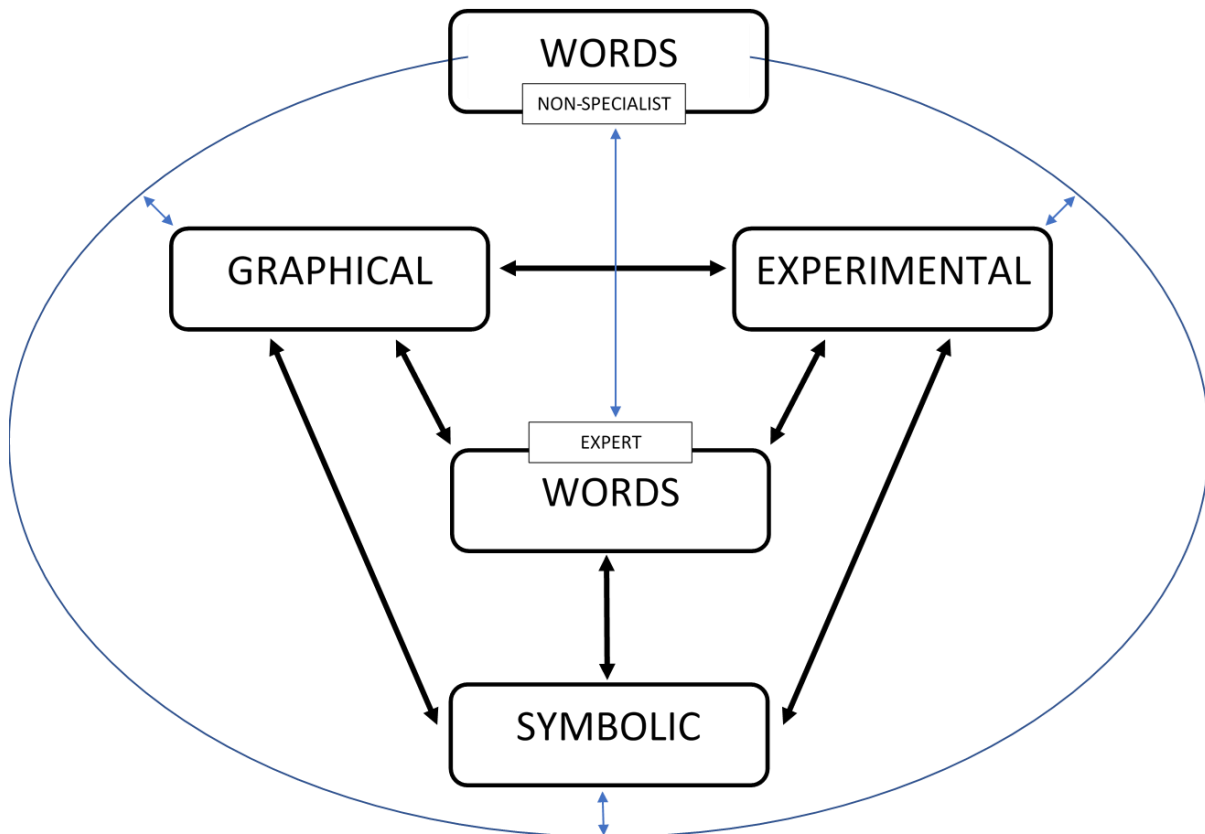 WORDS
NON-SPECIALIST
GRAPHICAL
EXPERIMENTAL
EXPERT
WORDS
SYMBOLIC